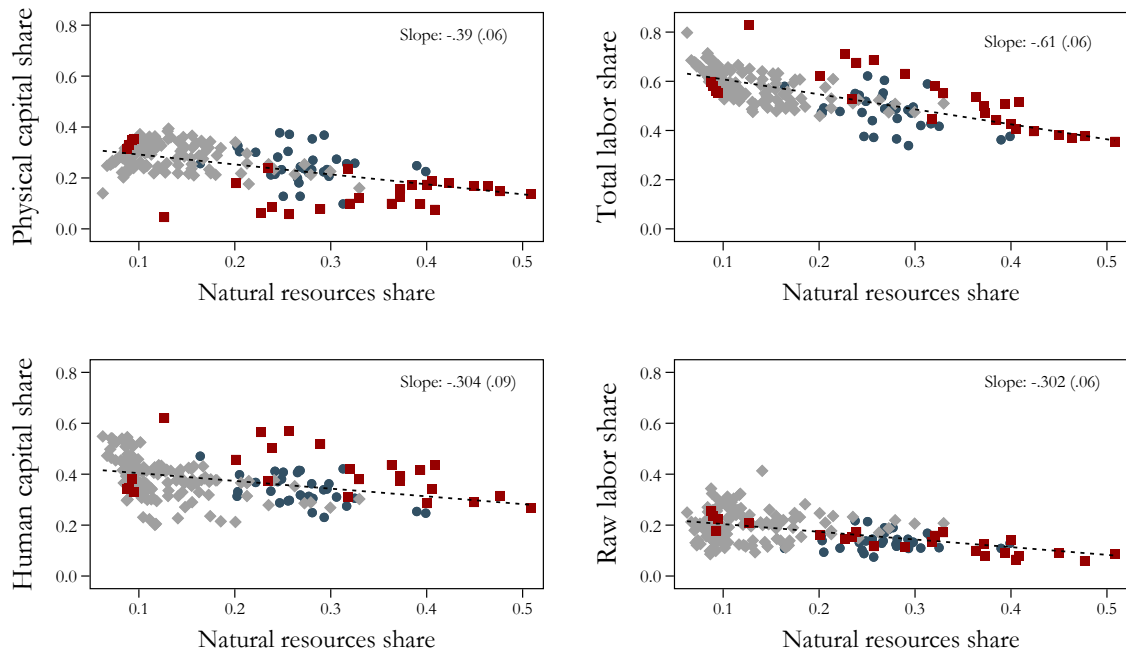 Physical capital share
0.8
0.6
0.4
0.2
0.0
Slope: -.39 (.06)
0.1 0.2 0.3 0.4 0.5
Natural resources share
Total labor share
0.8
0.6
0.4
0.2
0.0
Slope: -.61 (.06)
0.1 0.2 0.3 0.4 0.5
Natural resources share
Human capital share
0.8
0.6
0.4
0.2
0.0
Slope: -.304 (.09)
0.1 0.2 0.3 0.4 0.5
Natural resources share
Raw labor share
0.8
0.6
0.4
0.2
0.0
Slope: -.302 (.06)
0.1 0.2 0.3 0.4 0.5
Natural resources share